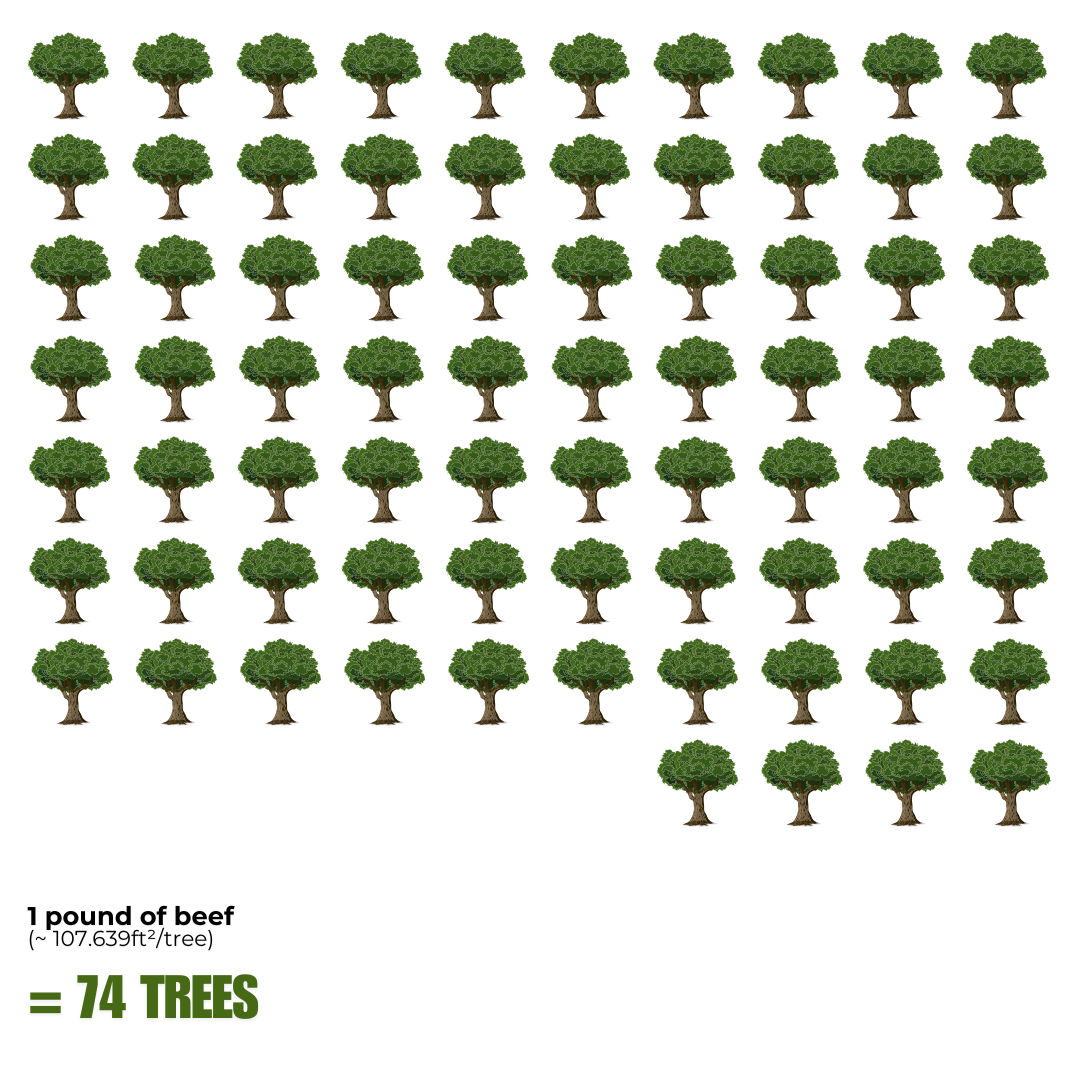 1 pound of beef
(~ 107.639ft²/tree)
= 74 TREES